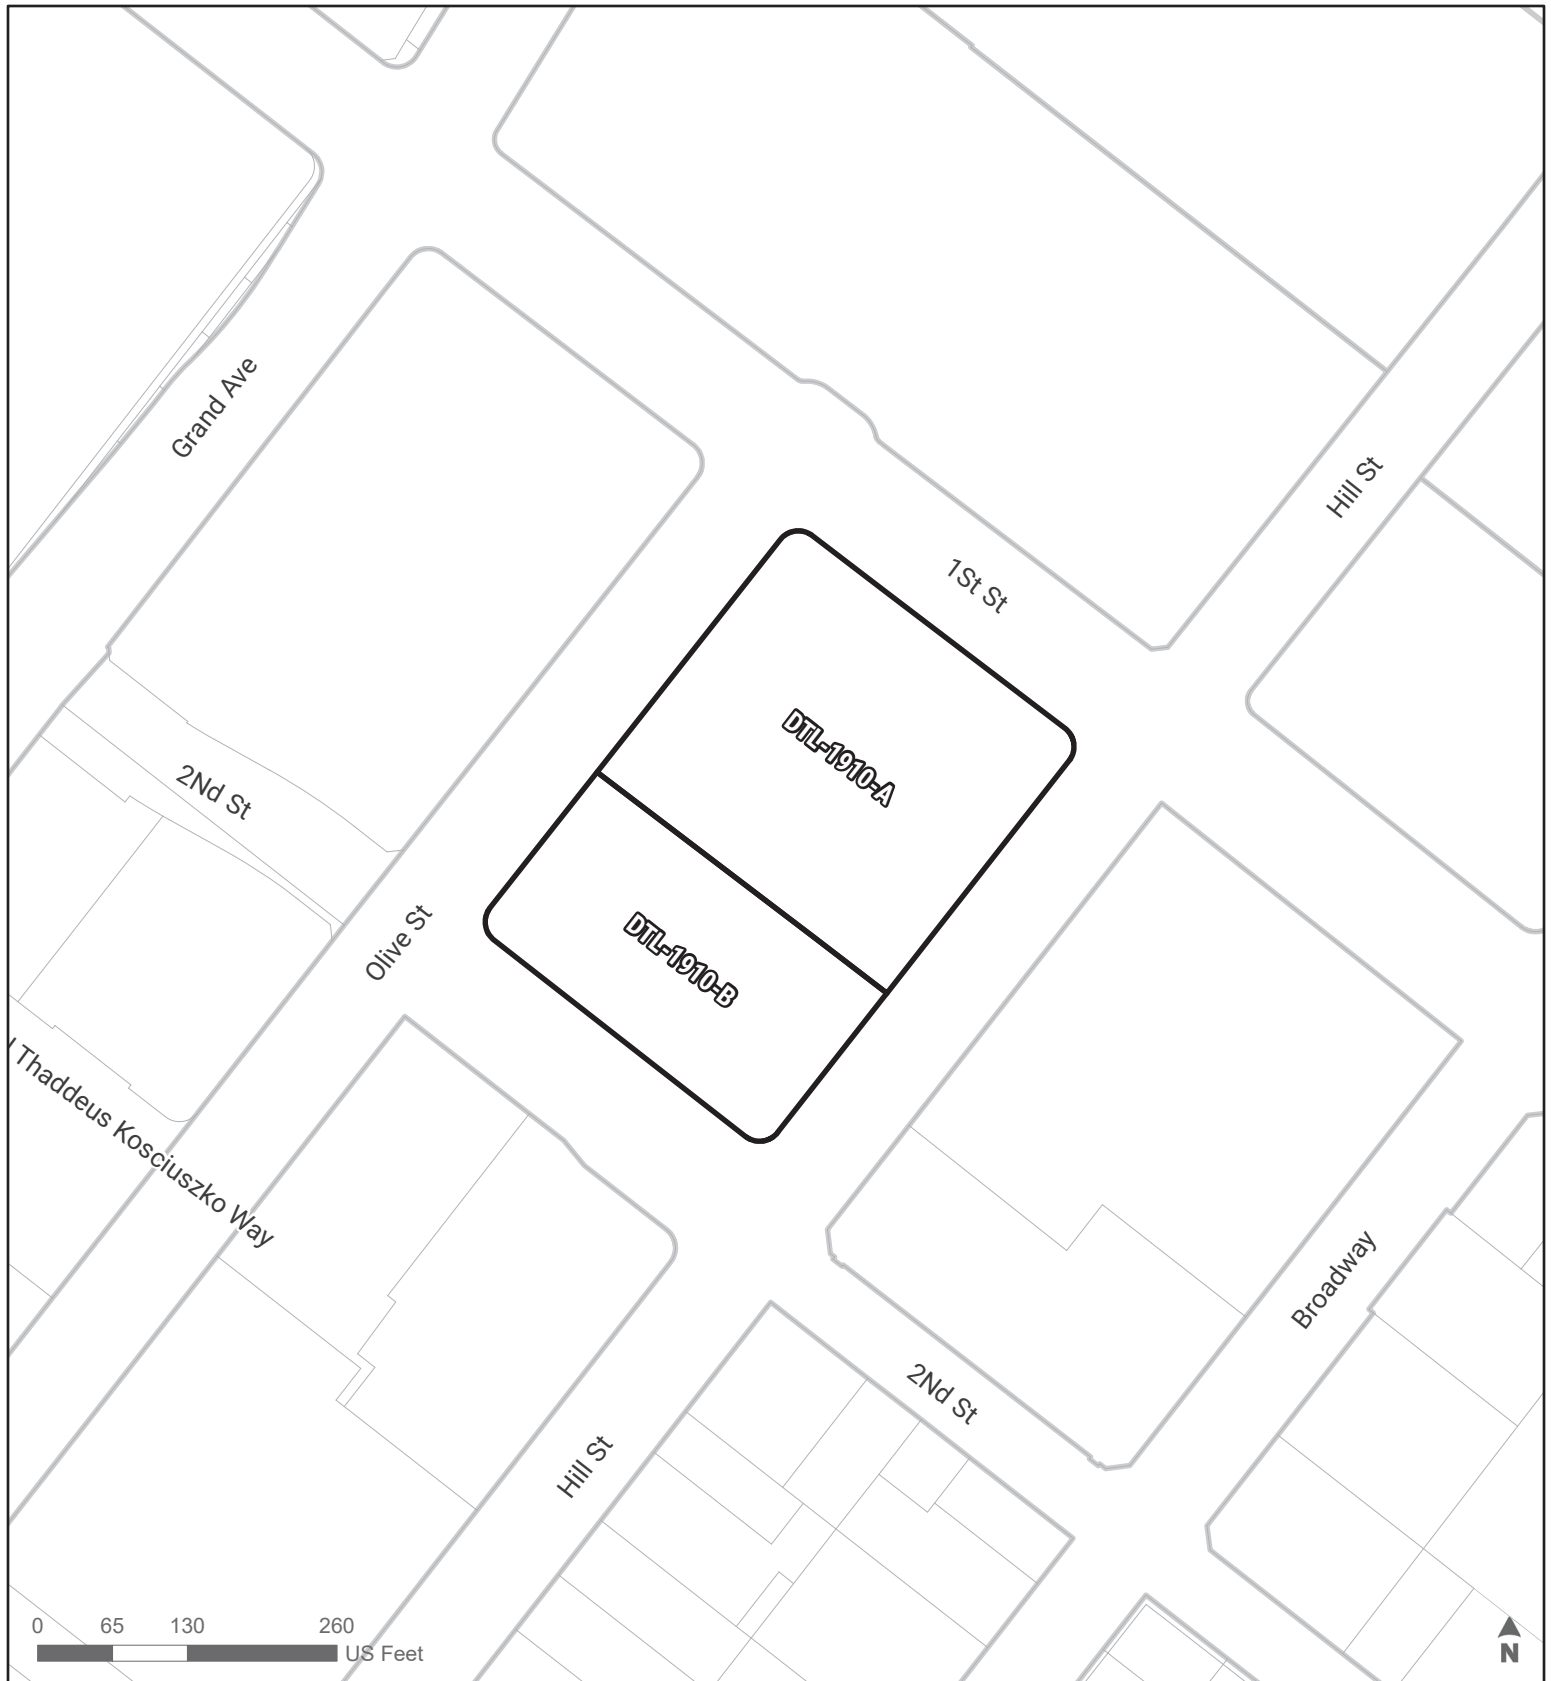 Grand Ave
Hill St
1St St
DTL-1910-A
2Nd St
Olive St
DTL-1910-B
l Thaddeus Kosciuszko Way
Broadway
2Nd St
Hill St
0 65 130 260
US Feet
N